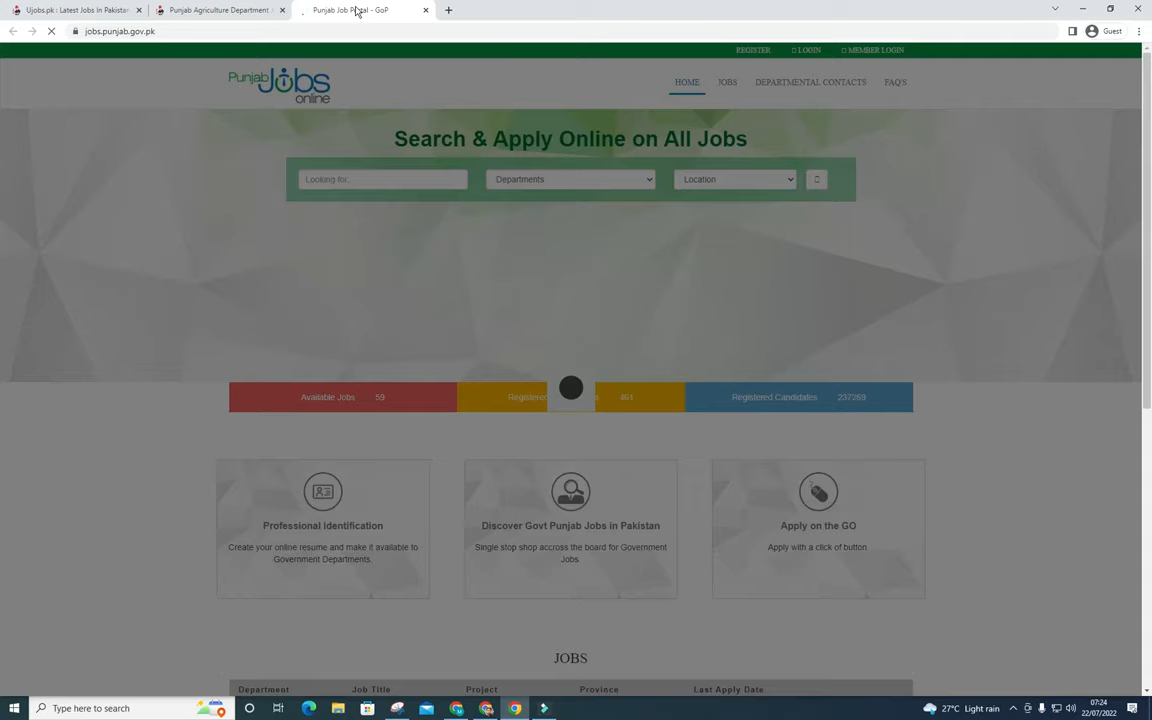 Ujobs.pk : Latest Jobs In Pakistan
Punjab Agriculture Department
Punjab Job Portal - GoP
jobs.punjab.gov.pk
Guest
REGISTER LOGIN MEMBER LOGIN
Punjab Jobs online
HOME JOBS DEPARTMENTAL CONTACTS FAQ'S
Search & Apply Online on All Jobs
Looking for.. Departments Location
Available Jobs 59 Registered 461 Registered Candidates 237269
Professional Identification
Create your online resume and make it available to
Government Departments.
Discover Govt Punjab Jobs in Pakistan
Single stop shop accross the board for Government
Jobs
Apply on the GO
Apply with a click of button
JOBS
Department Job Title Project Province Last Apply Date
Type here to search
27°C Light rain
07:24
22/07/2022